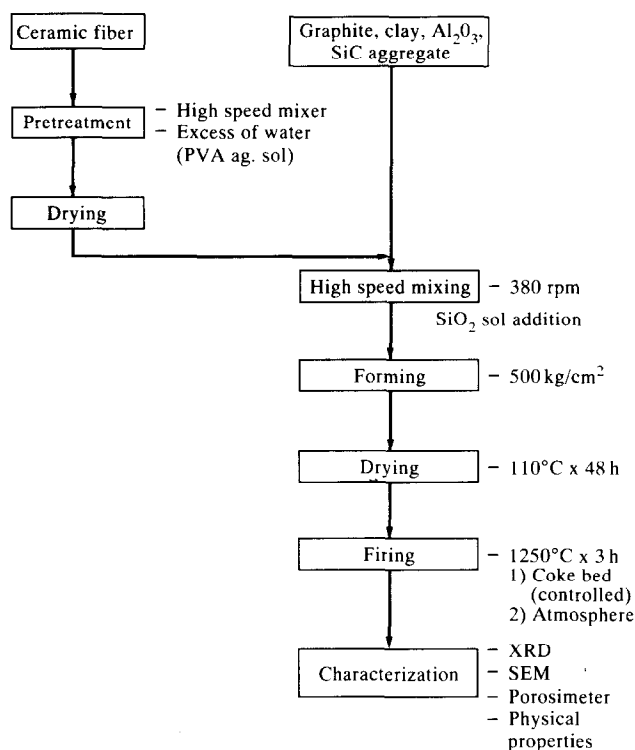 Ceramic fiber
Graphite, clay, Al₂0₃,
SiC aggregate
Pretreatment
- High speed mixer
- Excess of water
(PVA ag. sol)
Drying
High speed mixing
- 380 rpm
SiO₂ sol addition
Forming
- 500 kg/cm²
Drying
- 110°C x 48 h
Firing
- 1250°C x 3 h
1) Coke bed
(controlled)
2) Atmosphere
Characterization
- XRD
- SEM
- Porosimeter
- Physical
properties